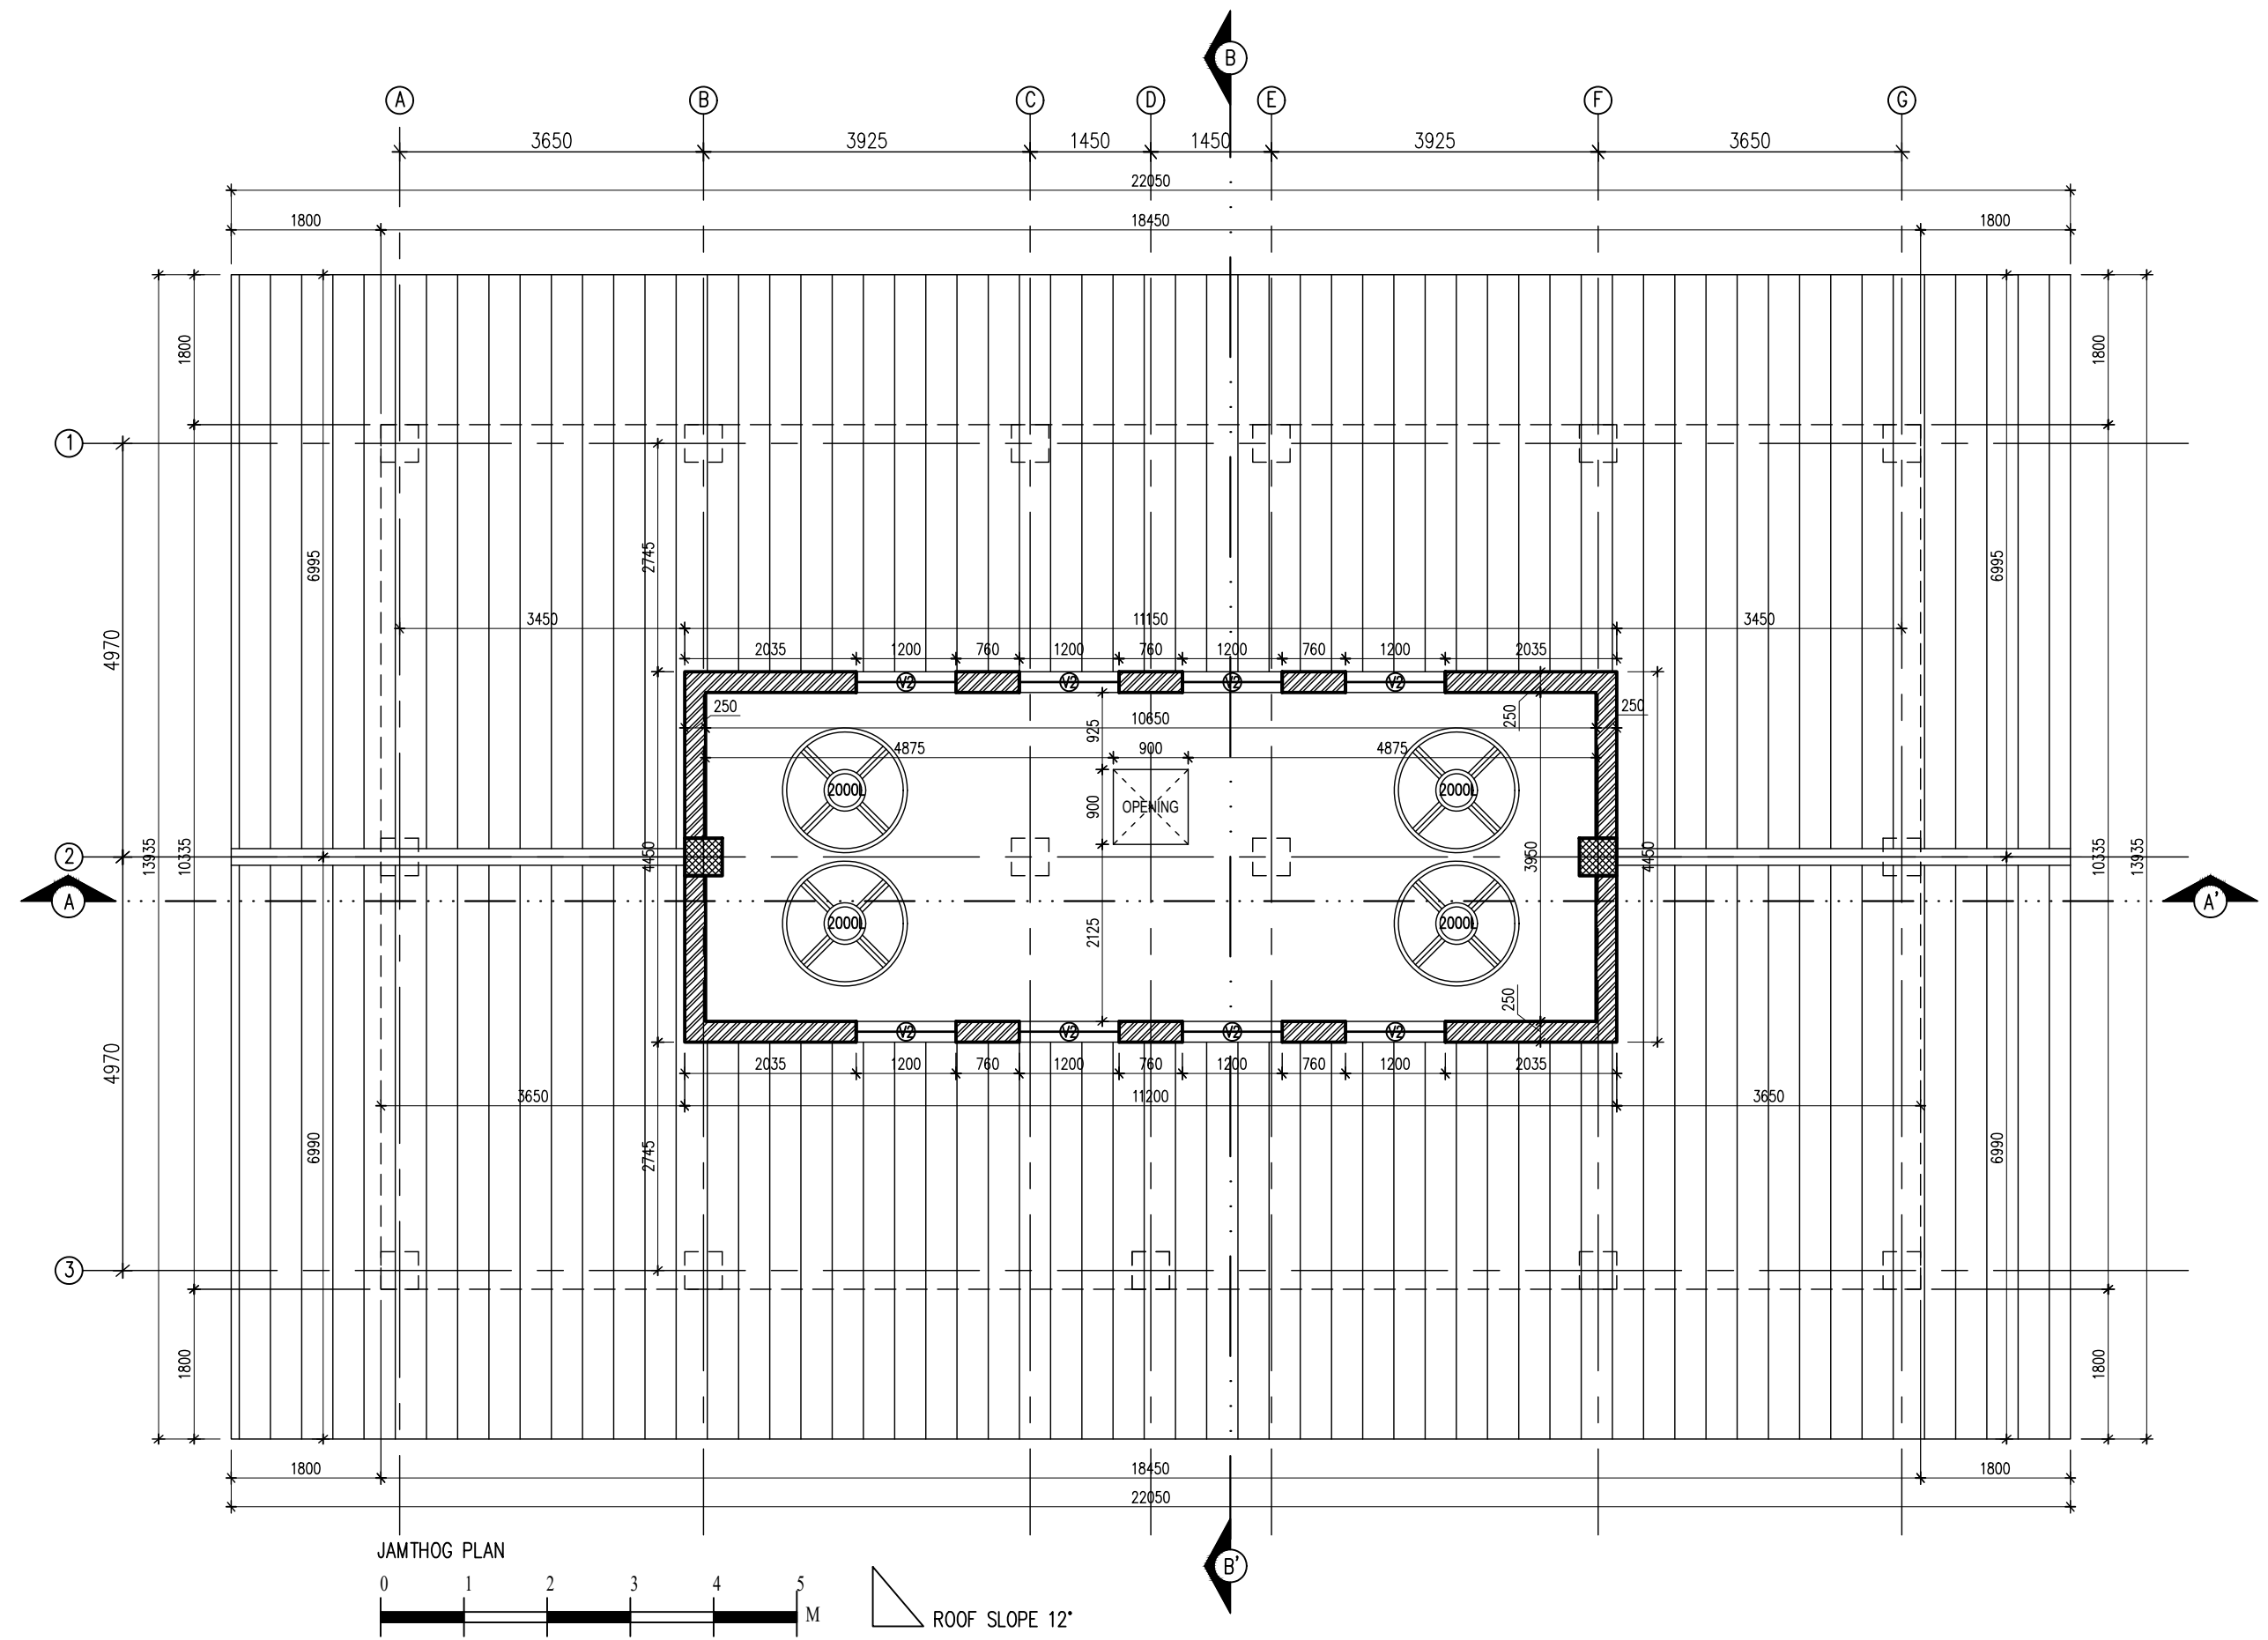 B
A B C D E F G
3650 3925 1450 1450 3925 3650
22050
1800 18450 1800
1800 1800
1
6995 2745 6995
4970
3450 11150 3450
2035 1200 760 1200 760 1200 760 1200 2035
V2 V2 V2 V2
250 925 10650 250 250
4875 900 4875
2000L 2000L
900 OPENING
2
13935 10335 4450 3950 4450 10335 13935
A A'
2000L 2000L
2125
250
V2 V2 V2 V2
2035 1200 760 1200 760 1200 760 1200 2035
4970
3650 11200 3650
6990 2745 6990
3
1800 1800
1800 18450 1800
22050
JAMTHOG PLAN
B'
0 1 2 3 4 5
M
ROOF SLOPE 12°